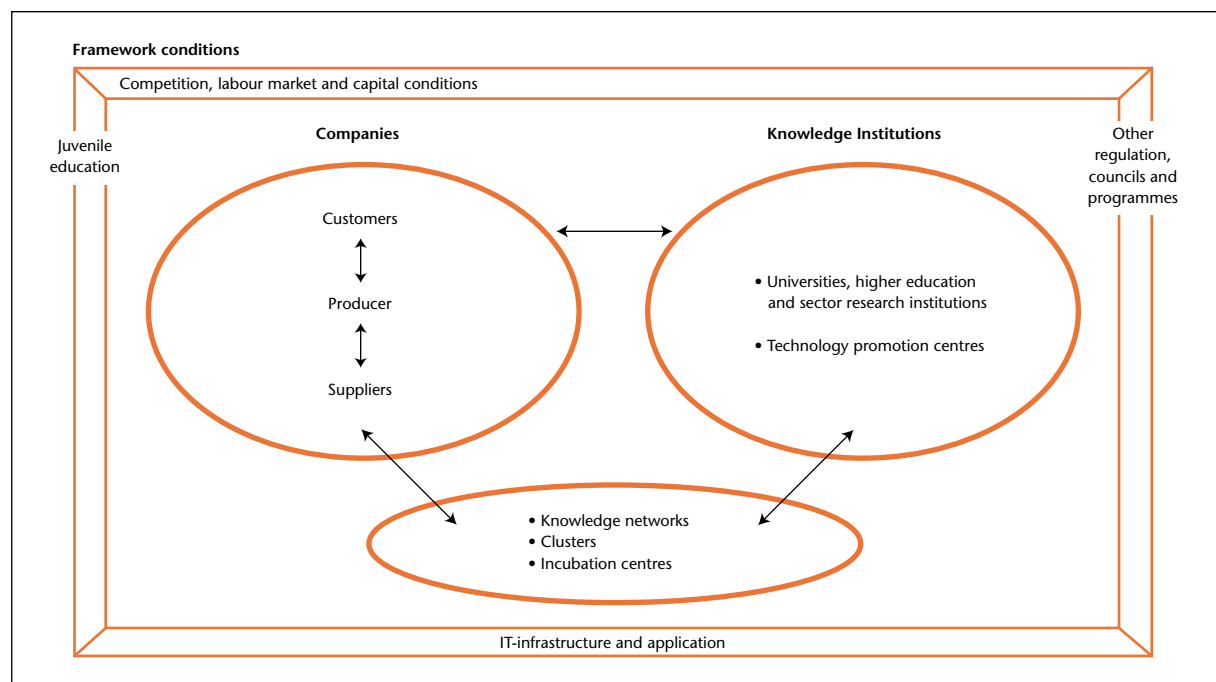 Framework conditions
Competition, labour market and capital conditions
Juvenile
education
Companies
Knowledge Institutions
Other
regulation,
councils and
programmes
Customers
Producer
Suppliers
• Universities, higher education
and sector research institutions
• Technology promotion centres
• Knowledge networks
• Clusters
• Incubation centres
IT-infrastructure and application